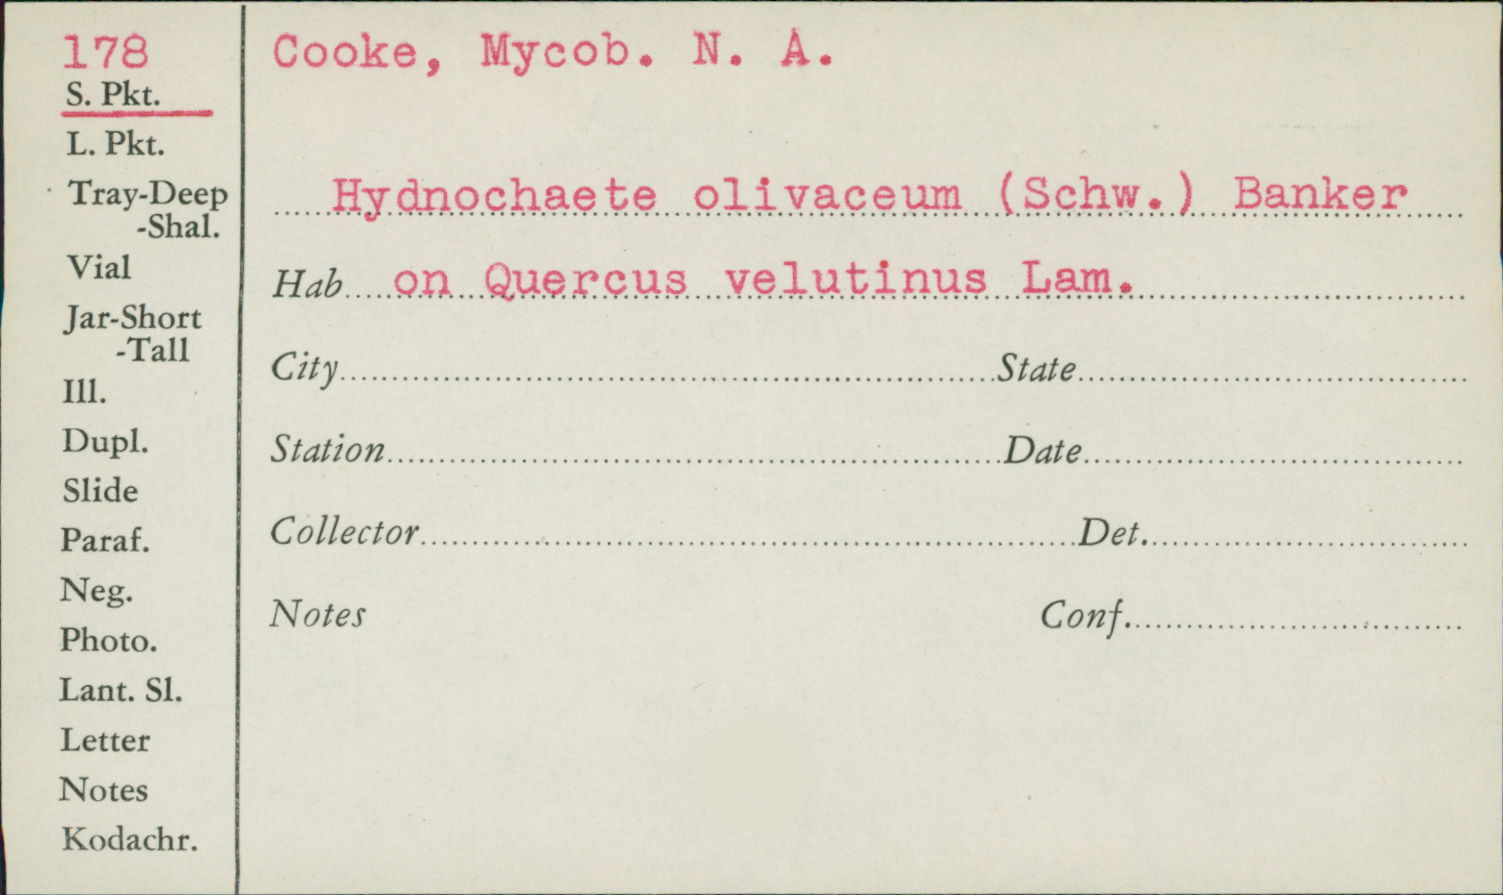 178
S. Pkt.
L. Pkt.
Tray-Deep
-Shal.
Vial
Jar-Short
-Tall
Ill.
Dupl.
Slide
Paraf.
Neg.
Photo.
Lant. Sl.
Letter
Notes
Kodachr.
Cooke, Mycob. N. A.
Hydnochaete olivaceum (Schw.) Banker
Hab on Quercus velutinus Lam.
City State
Station Date
Collector Det.
Notes Conf.